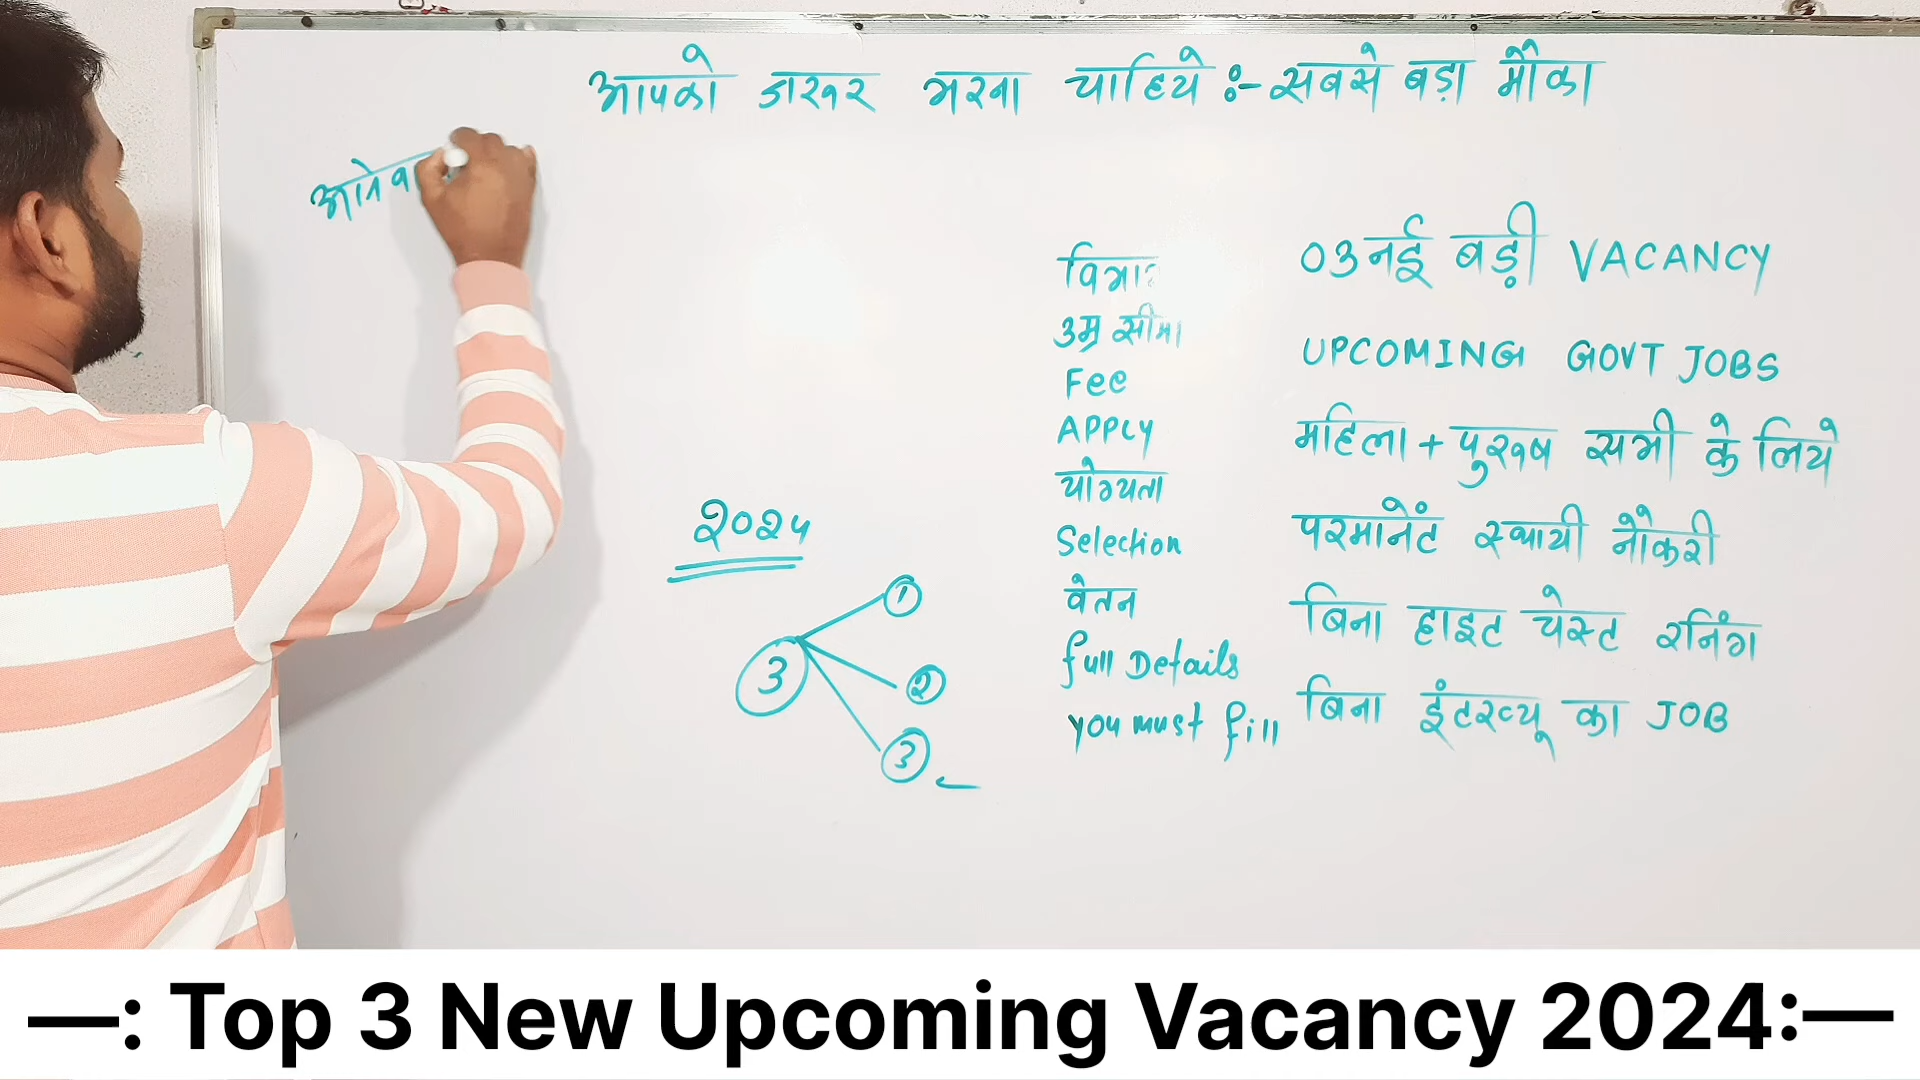 आपको जरुर भरना चाहिये :- सबसे बड़ा मौका
आने
विभाग
उम्र सीमा
Fee
APPLY
योग्यता
Selection
वेतन
full Details
you must fill
03 नई बड़ी VACANCY
UPCOMING GOVT JOBS
महिला + पुरुष सभी के लिये
परमानेंट स्थायी नौकरी
बिना हाइट चेस्ट रनिंग
बिना इंटरव्यू का JOB
२०२५
3
1
2
3
—: Top 3 New Upcoming Vacancy 2024:—